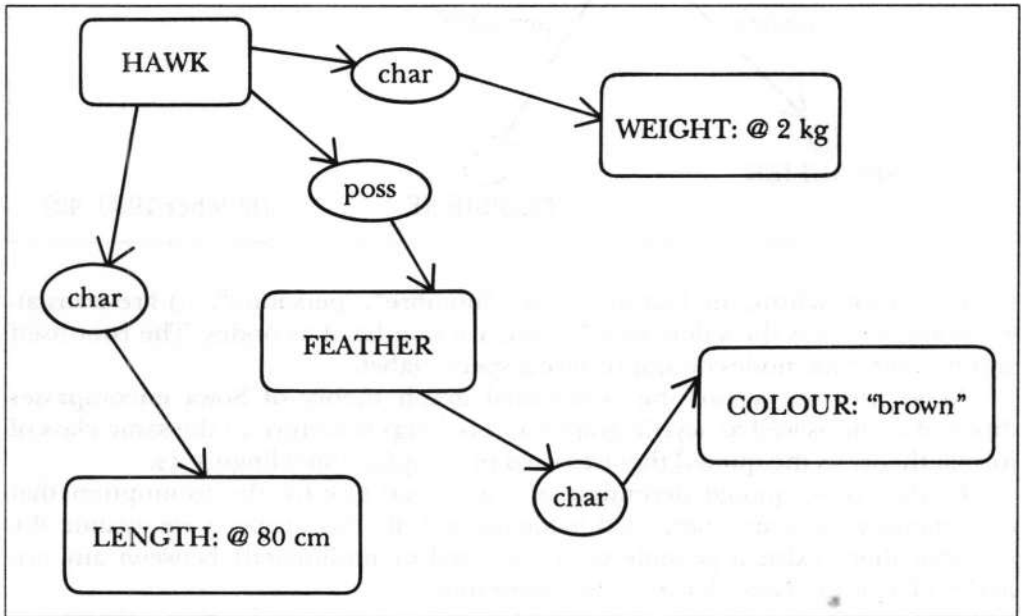 HAWK
char
WEIGHT: @ 2 kg
poss
char
FEATHER
COLOUR: “brown”
char
LENGTH: @ 80 cm